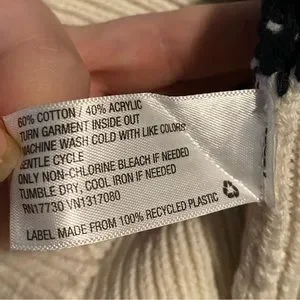 60% COTTON / 40% ACRYLIC
TURN GARMENT INSIDE OUT
MACHINE WASH COLD WITH LIKE COLORS
GENTLE CYCLE
ONLY NON-CHLORINE BLEACH IF NEEDED
TUMBLE DRY, COOL IRON IF NEEDED
RN17730 VN1317080
LABEL MADE FROM 100% RECYCLED PLASTIC